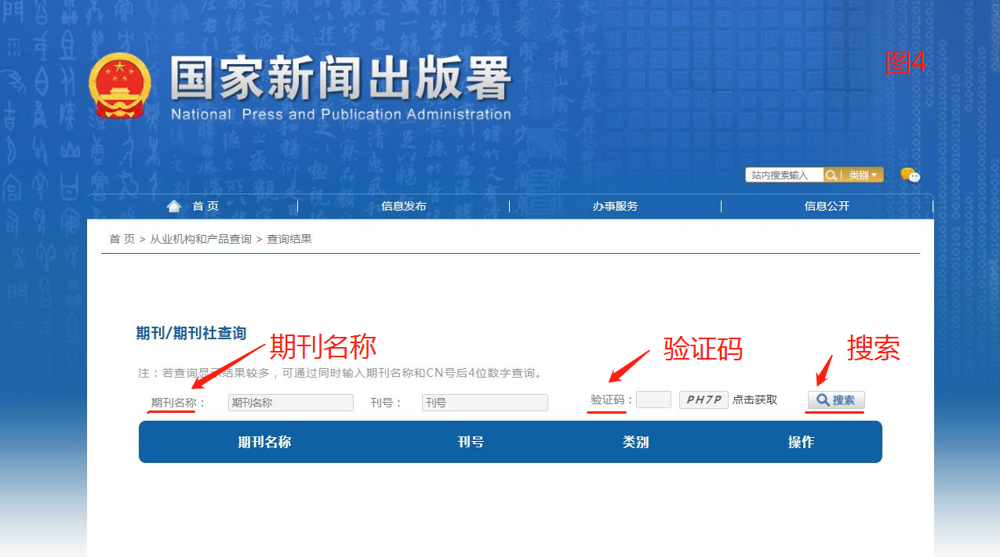 国家新闻出版署
National Press and Publication Administration
图4
站内搜索输入 类别
首 页 信息发布 办事服务 信息公开
首 页 > 从业机构和产品查询 > 查询结果
期刊/期刊社查询
期刊名称 验证码 搜索
注：若查询显示结果较多，可通过同时输入期刊名称和CN号后4位数字查询。
期刊名称： 期刊名称 刊号： 刊号 验证码： PH7P 点击获取 搜索
期刊名称 刊号 类别 操作